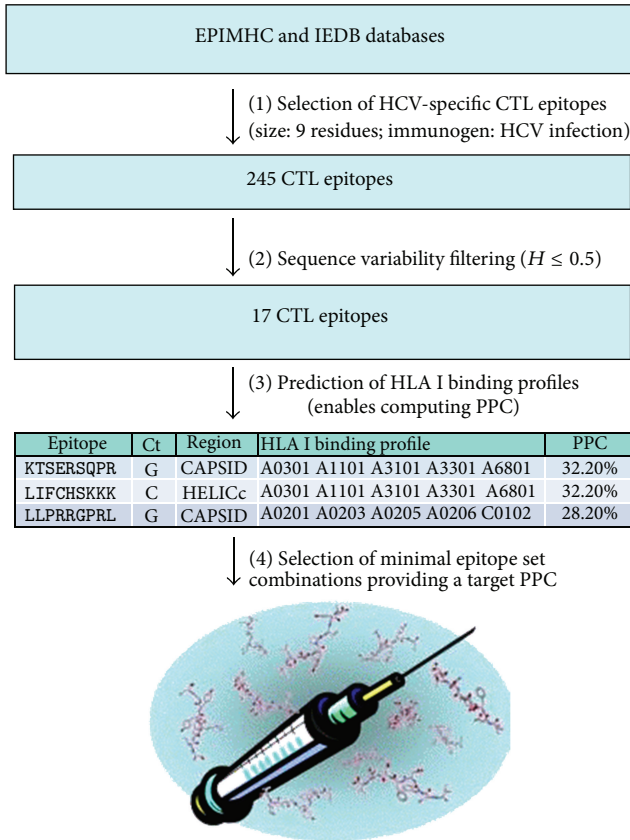 EPIMHC and IEDB databases
(1) Selection of HCV-specific CTL epitopes
(size: 9 residues; immunogen: HCV infection)
245 CTL epitopes
(2) Sequence variability filtering (H ≤ 0.5)
17 CTL epitopes
(3) Prediction of HLA I binding profiles
(enables computing PPC)
Epitope Ct Region HLA I binding profile PPC
KTSERSQPR G CAPSID A0301 A1101 A3101 A3301 A6801 32.20%
LIFCHSKKK C HELICc A0301 A1101 A3101 A3301 A6801 32.20%
LLPRRGPRL G CAPSID A0201 A0203 A0205 A0206 C0102 28.20%
(4) Selection of minimal epitope set
combinations providing a target PPC